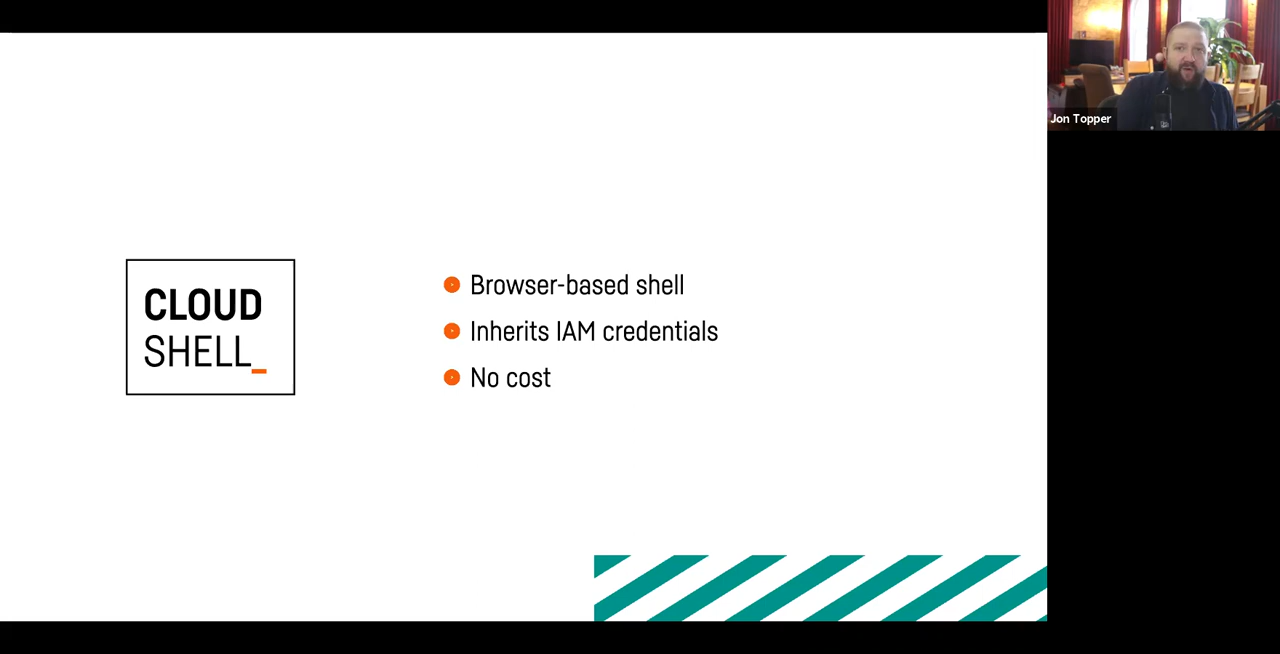 CLOUD
SHELL_
Browser-based shell
Inherits IAM credentials
No cost
Jon Topper